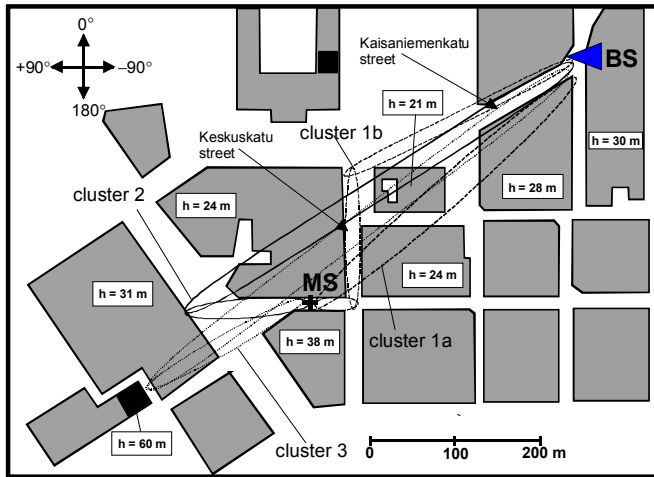 0°
+90°
−90°
180°
Kaisaniemenkatu
street
BS
h = 21 m
Keskuskatu
street
cluster 1b
h = 30 m
cluster 2
h = 24 m
h = 28 m
MS
h = 24 m
h = 31 m
h = 38 m
cluster 1a
h = 60 m
cluster 3
0
100
200 m